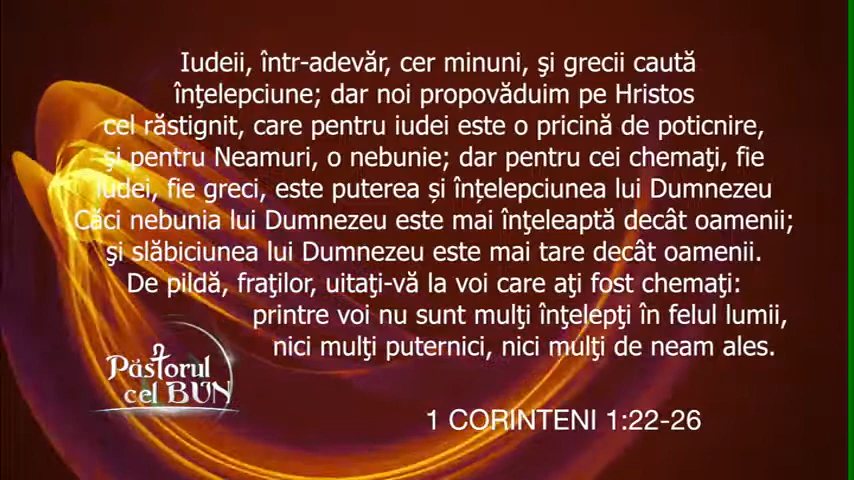 Iudeii, într-adevăr, cer minuni, şi grecii caută
înţelepciune; dar noi propovăduim pe Hristos
cel răstignit, care pentru iudei este o pricină de poticnire,
şi pentru Neamuri, o nebunie; dar pentru cei chemaţi, fie
iudei, fie greci, este puterea și înțelepciunea lui Dumnezeu
Căci nebunia lui Dumnezeu este mai înţeleaptă decât oamenii;
şi slăbiciunea lui Dumnezeu este mai tare decât oamenii.
De pildă, fraţilor, uitaţi-vă la voi care aţi fost chemaţi:
printre voi nu sunt mulţi înţelepţi în felul lumii,
nici mulţi puternici, nici mulţi de neam ales.
Păstorul
cel BUN
1 CORINTENI 1:22-26